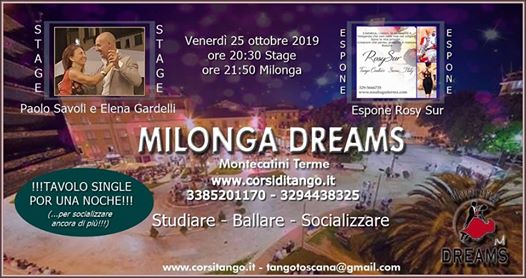 STAGE
STAGE
Paolo Savoli e Elena Gardelli
Venerdì 25 ottobre 2019
ore 20:30 Stage
ore 21:50 Milonga
ESPONE
ESPONE
RosySur
Espone Rosy Sur
MILONGA DREAMS
Montecatini Terme
www.corsiditango.it
3385201170 - 3294438325
!!!TAVOLO SINGLE
POR UNA NOCHE!!!
(...per socializzare
ancora di più!!!)
Studiare - Ballare - Socializzare
DREAMS
www.corsitango.it - tangotoscana@gmail.com